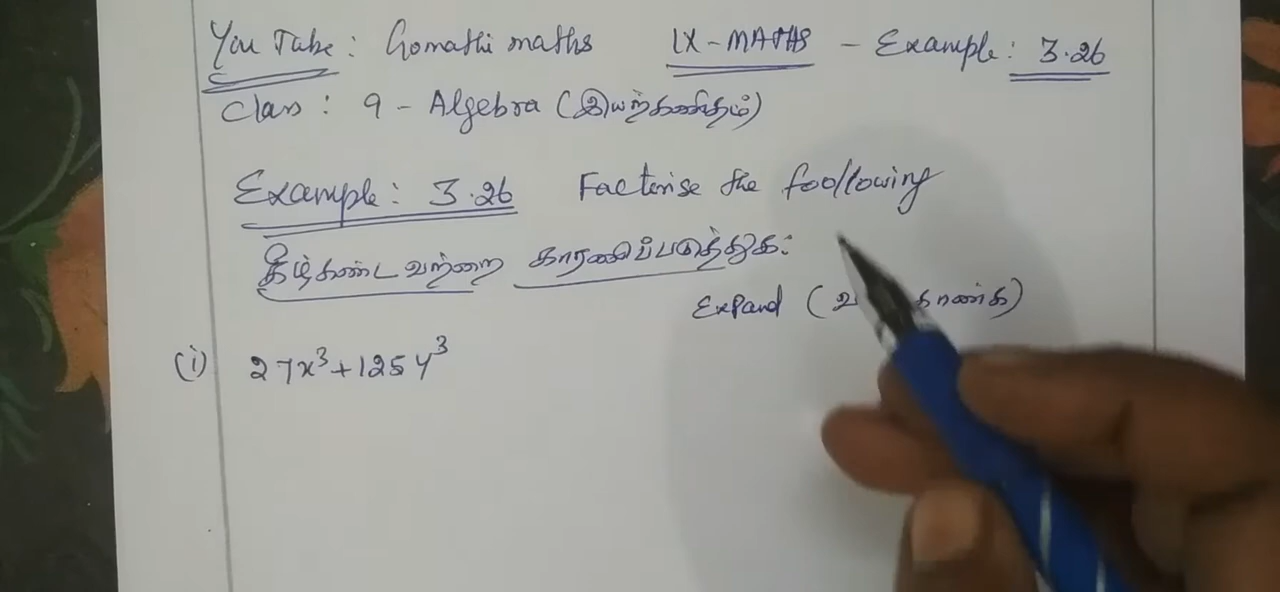 You Tube: Gomathi maths IX-MATHS - Example: 3.26
Class: 9 - Algebra (இயற்கணிதம்)
Example: 3.26 Factorise the foollowing
கீழ்கண்டவற்றை காரணிப்படுத்துக:
Expand (
(i) 27x³+125y³